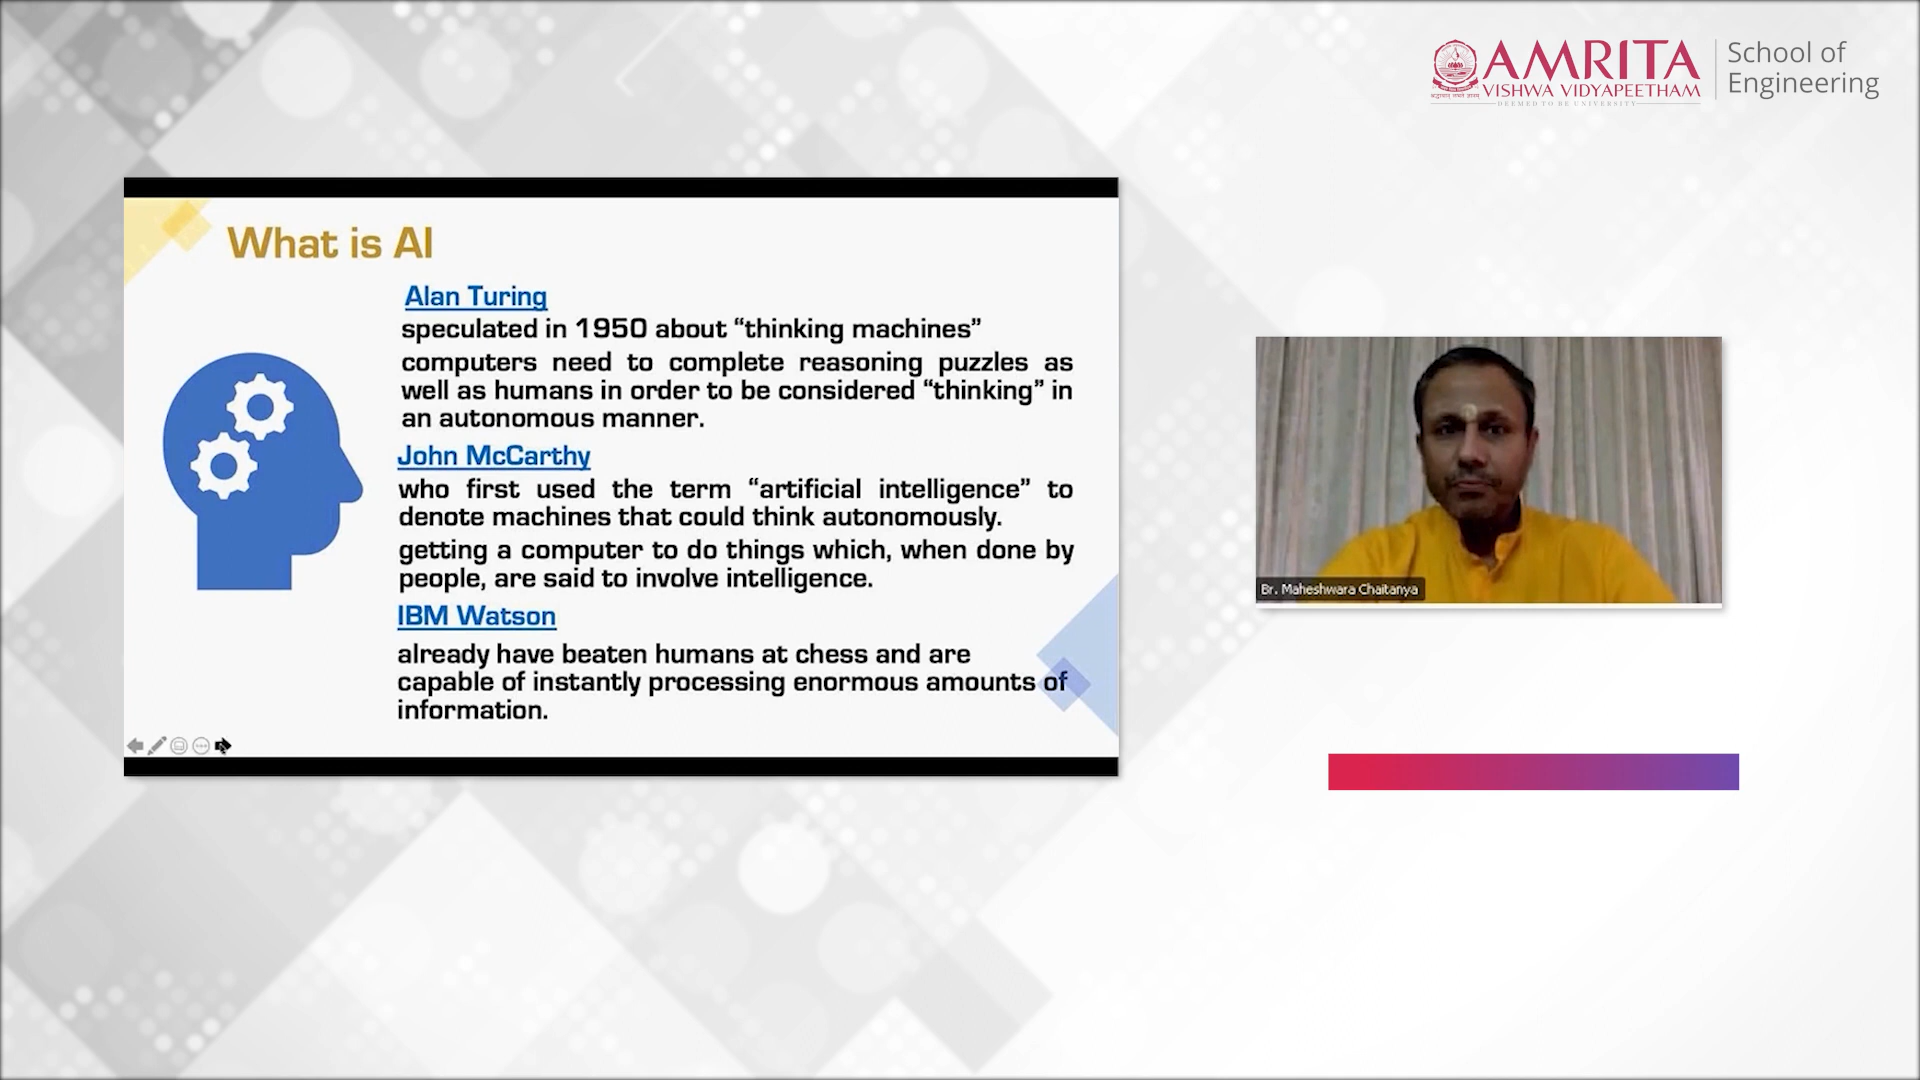 AMRITA
VISHWA VIDYAPEETHAM
DEEMED TO BE UNIVERSITY
School of
Engineering
What is AI
Alan Turing
speculated in 1950 about “thinking machines”
computers need to complete reasoning puzzles as
well as humans in order to be considered “thinking” in
an autonomous manner.
John McCarthy
who first used the term “artificial intelligence” to
denote machines that could think autonomously.
getting a computer to do things which, when done by
people, are said to involve intelligence.
IBM Watson
already have beaten humans at chess and are
capable of instantly processing enormous amounts of
information.
Br. Maheshwara Chaitanya